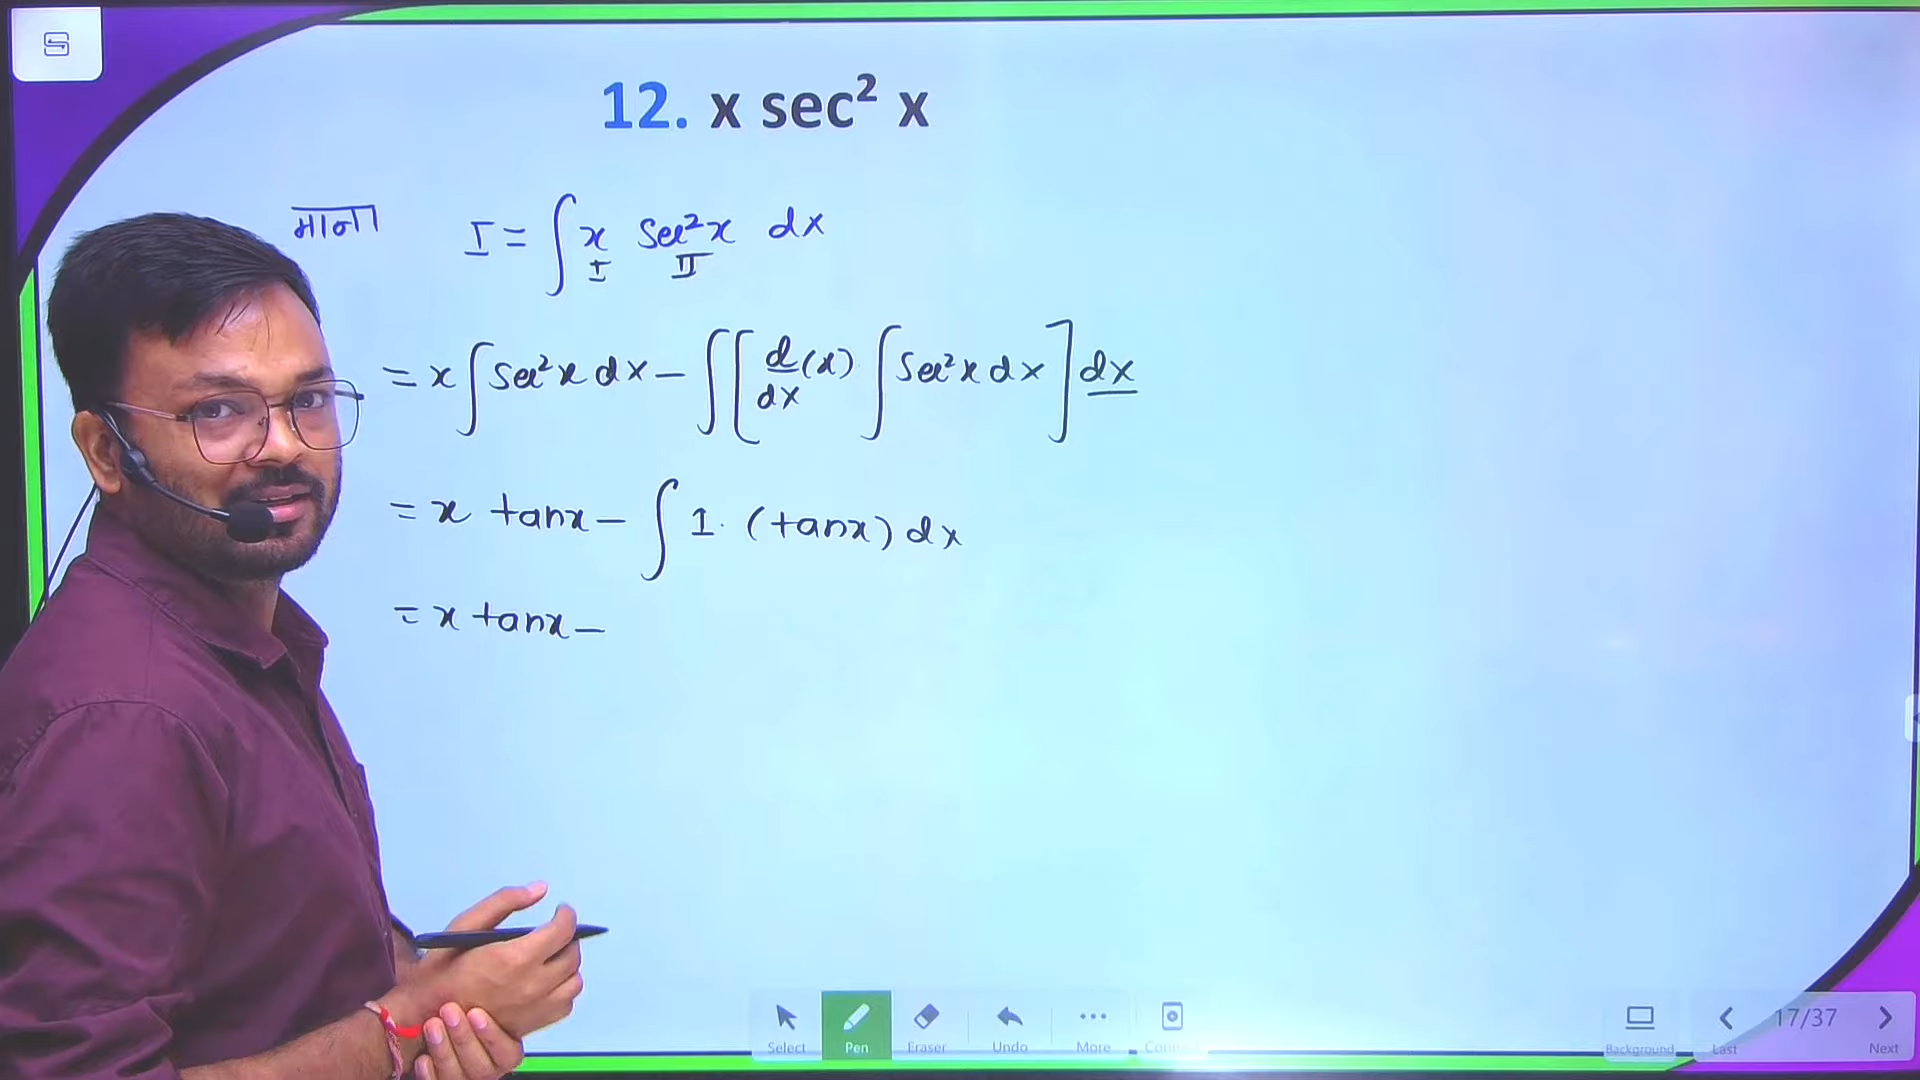 12. x sec² x
माना I = ∫ x sec²x dx
I II
= x ∫ sec²x dx - ∫ [ d/dx (x) ∫ sec²x dx ] dx
= x tanx - ∫ 1. (tanx) dx
= x tanx -
Select Pen Eraser Undo More Background Last 17/37 Next